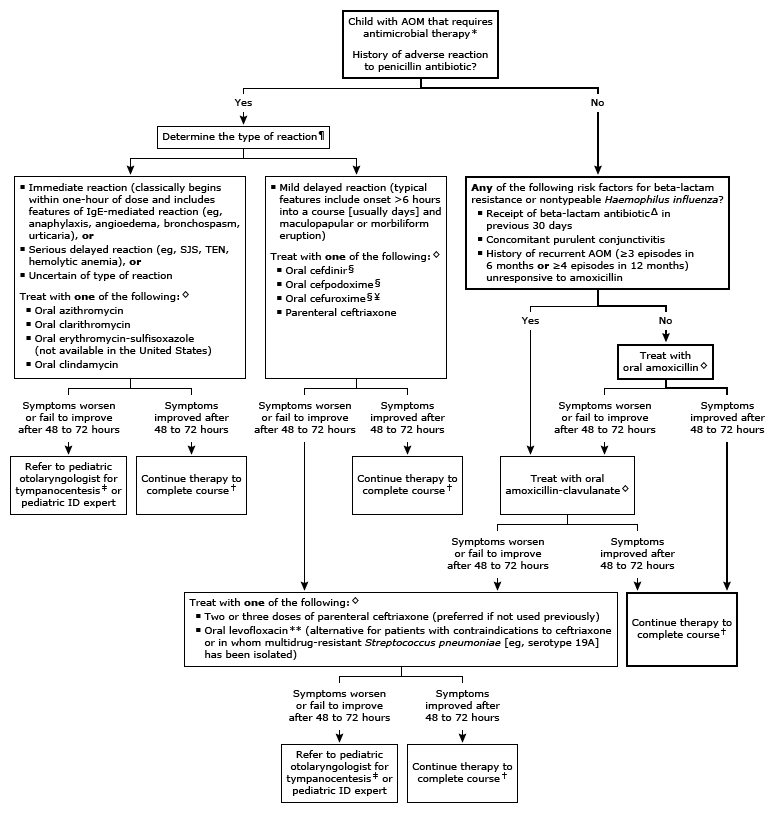 Child with AOM that requires
antimicrobial therapy*
History of adverse reaction
to penicillin antibiotic?
Yes
No
Determine the type of reaction¶
▪ Immediate reaction (classically begins
within one-hour of dose and includes
features of IgE-mediated reaction (eg,
anaphylaxis, angioedema, bronchospasm,
urticaria), or
▪ Serious delayed reaction (eg, SJS, TEN,
hemolytic anemia), or
▪ Uncertain of type of reaction
Treat with one of the following:◇
▪ Oral azithromycin
▪ Oral clarithromycin
▪ Oral erythromycin-sulfisoxazole
(not available in the United States)
▪ Oral clindamycin
▪ Mild delayed reaction (typical
features include onset >6 hours
into a course [usually days] and
maculopapular or morbiliform
eruption)
Treat with one of the following:◇
▪ Oral cefdinir§
▪ Oral cefpodoxime§
▪ Oral cefuroxime§¥
▪ Parenteral ceftriaxone
Any of the following risk factors for beta-lactam
resistance or nontypeable Haemophilus influenza?
▪ Receipt of beta-lactam antibioticΔ in
previous 30 days
▪ Concomitant purulent conjunctivitis
▪ History of recurrent AOM (≥3 episodes in
6 months or ≥4 episodes in 12 months)
unresponsive to amoxicillin
Yes
No
Treat with
oral amoxicillin◇
Symptoms worsen
or fail to improve
after 48 to 72 hours
Symptoms
improved after
48 to 72 hours
Symptoms worsen
or fail to improve
after 48 to 72 hours
Symptoms
improved after
48 to 72 hours
Symptoms worsen
or fail to improve
after 48 to 72 hours
Symptoms
improved after
48 to 72 hours
Refer to pediatric
otolaryngologist for
tympanocentesis‡ or
pediatric ID expert
Continue therapy to
complete course†
Continue therapy to
complete course†
Treat with oral
amoxicillin-clavulanate◇
Symptoms worsen
or fail to improve
after 48 to 72 hours
Symptoms
improved after
48 to 72 hours
Treat with one of the following:◇
▪ Two or three doses of parenteral ceftriaxone (preferred if not used previously)
▪ Oral levofloxacin** (alternative for patients with contraindications to ceftriaxone
or in whom multidrug-resistant Streptococcus pneumoniae [eg, serotype 19A]
has been isolated)
Continue therapy to
complete course†
Symptoms worsen
or fail to improve
after 48 to 72 hours
Symptoms
improved after
48 to 72 hours
Refer to pediatric
otolaryngologist for
tympanocentesis‡ or
pediatric ID expert
Continue therapy to
complete course†